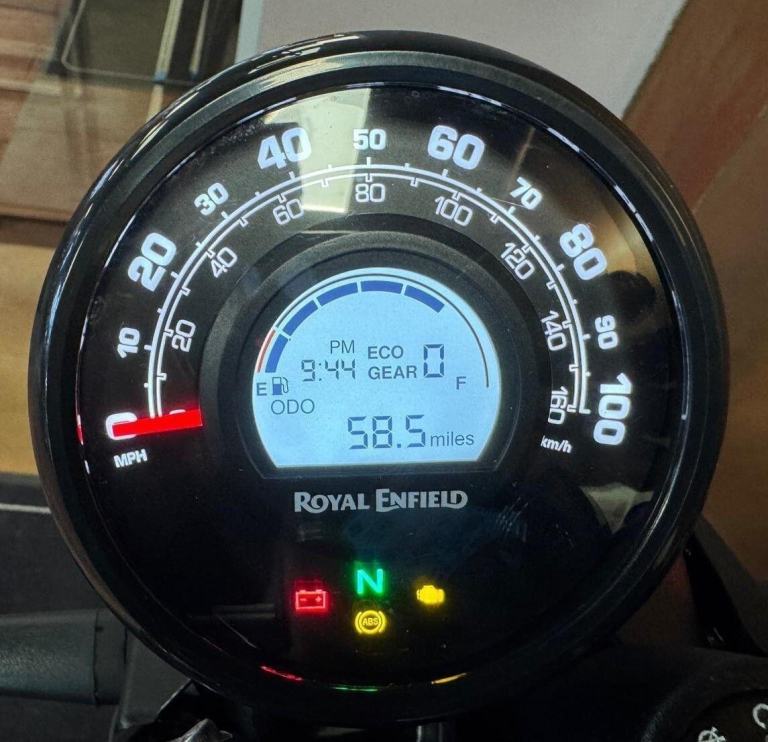 40 50 60
30 70
60 80 100
20 80
40 120
10 90
20 140
0 100
160
MPH km/h
PM ECO
9:44 GEAR 0
E F
ODO
58.5 miles
ROYAL ENFIELD
N
ABS